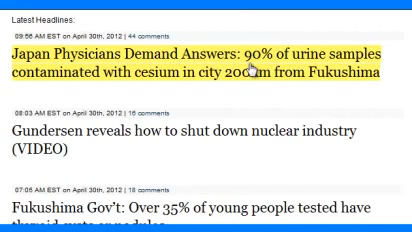 Latest Headlines:
09:56 AM EST on April 30th, 2012 | 44 comments
Japan Physicians Demand Answers: 90% of urine samples
contaminated with cesium in city from Fukushima
08:03 AM EST on April 30th, 2012 | 16 comments
Gundersen reveals how to shut down nuclear industry
(VIDEO)
07:05 AM EST on April 30th, 2012 | 18 comments
Fukushima Gov't: Over 35% of young people tested have